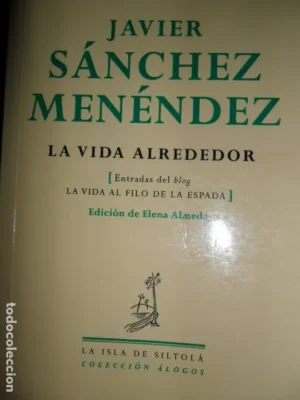 JAVIER
SÁNCHEZ
MENÉNDEZ
LA VIDA ALREDEDOR
[Entradas del blog
LA VIDA AL FILO DE LA ESPADA]
Edición de Elena Almeda
LA ISLA DE SILTOLÁ
COLECCIÓN ÁLOGOS
todocoleccion